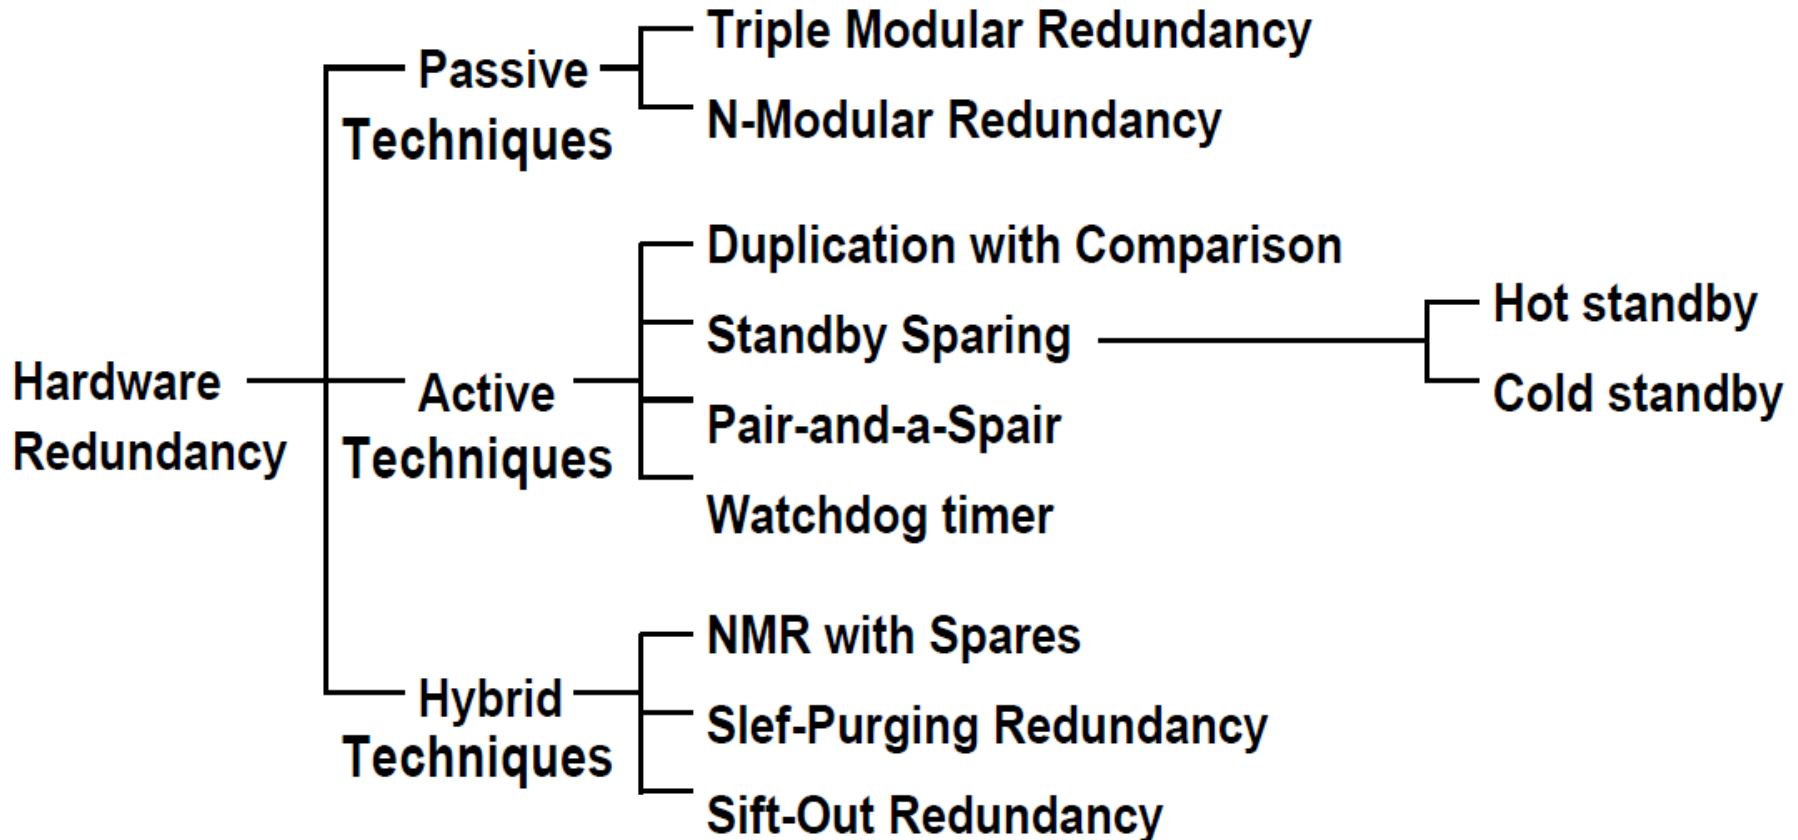 Triple Modular Redundancy
Passive
N-Modular Redundancy
Techniques
Duplication with Comparison
Hot standby
Standby Sparing
Hardware
Active
Cold standby
Pair-and-a-Spair
Redundancy
Techniques
Watchdog timer
NMR with Spares
Hybrid
Slef-Purging Redundancy
Techniques
Sift-Out Redundancy